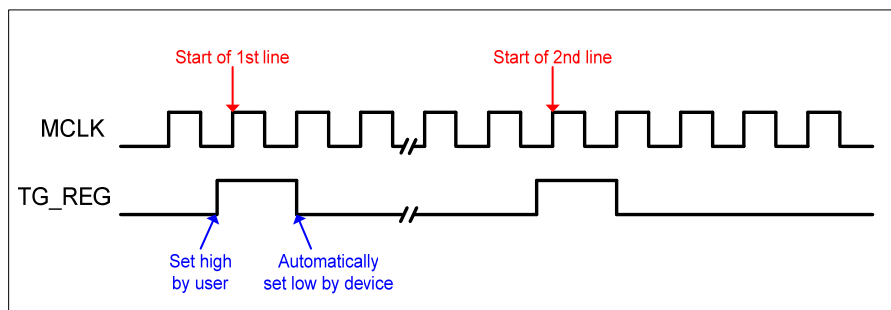 Start of 1st line
Start of 2nd line
MCLK
TG_REG
Set high
by user
Automatically
set low by device